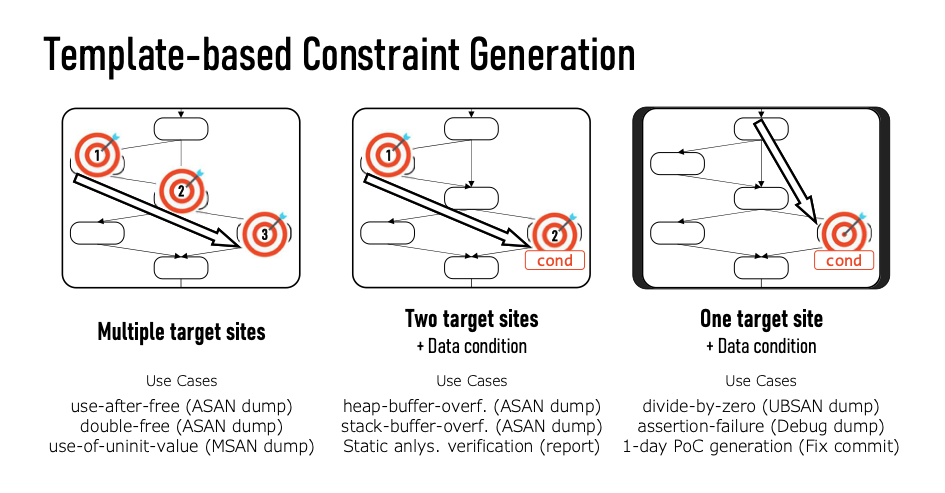 Template-based Constraint Generation
1
2
3
1
2
cond
cond
Multiple target sites
Two target sites
+ Data condition
One target site
+ Data condition
Use Cases
use-after-free (ASAN dump)
double-free (ASAN dump)
use-of-uninit-value (MSAN dump)
Use Cases
heap-buffer-overf. (ASAN dump)
stack-buffer-overf. (ASAN dump)
Static anlys. verification (report)
Use Cases
divide-by-zero (UBSAN dump)
assertion-failure (Debug dump)
1-day PoC generation (Fix commit)